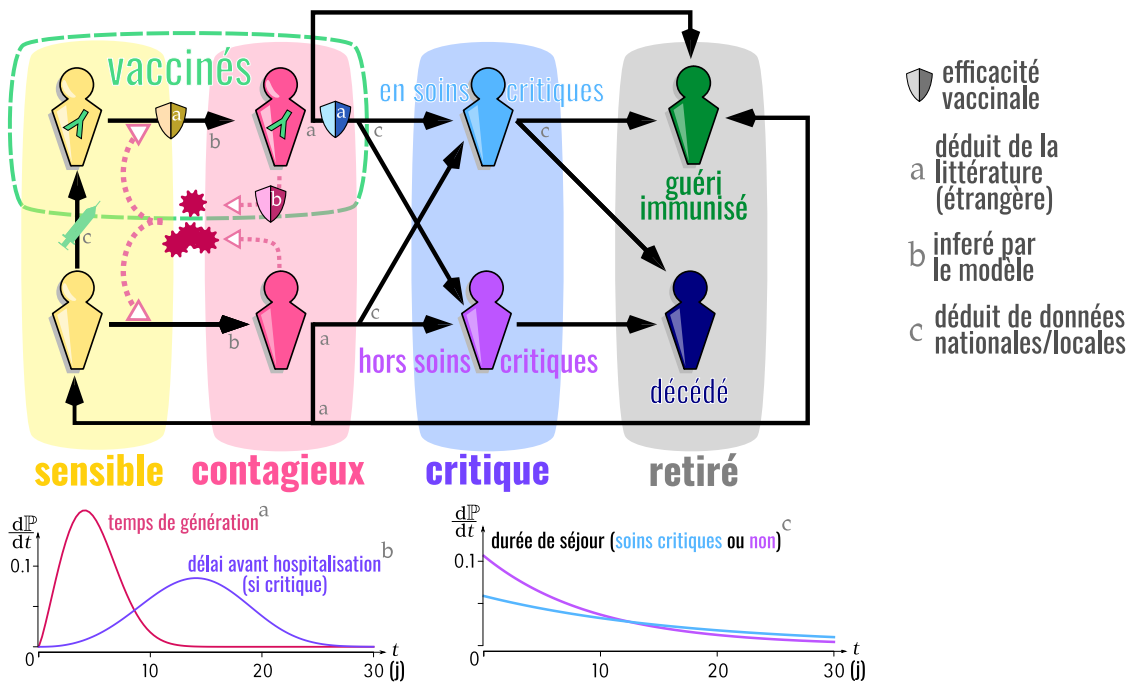 vaccinés
a
b
a
a
c
en soins critiques
c
guéri
immunisé
b
c
b
a
c
hors soins critiques
décédé
a
sensible
contagieux
critique
retiré
efficacité
vaccinale
a déduit de la
littérature
(étrangère)
b inferé par
le modèle
c déduit de données
nationales/locales
dℙ
dt
0.1
0
temps de génération a
délai avant hospitalisation b
(si critique)
10
20
30
t
(j)
dℙ
dt
0.1
0
durée de séjour (soins critiques ou non) c
10
20
30
t
(j)